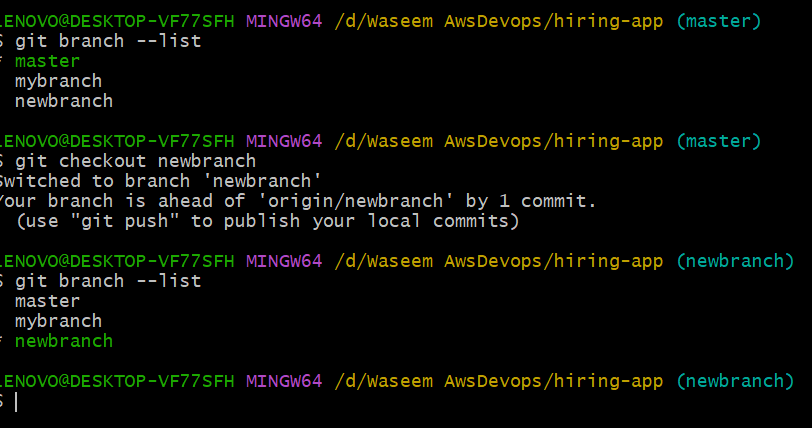 LENOVO@DESKTOP-VF77SFH MINGW64 /d/Waseem AwsDevops/hiring-app (master)
$ git branch --list
* master
  mybranch
  newbranch

LENOVO@DESKTOP-VF77SFH MINGW64 /d/Waseem AwsDevops/hiring-app (master)
$ git checkout newbranch
Switched to branch 'newbranch'
Your branch is ahead of 'origin/newbranch' by 1 commit.
  (use "git push" to publish your local commits)

LENOVO@DESKTOP-VF77SFH MINGW64 /d/Waseem AwsDevops/hiring-app (newbranch)
$ git branch --list
  master
  mybranch
* newbranch

LENOVO@DESKTOP-VF77SFH MINGW64 /d/Waseem AwsDevops/hiring-app (newbranch)
$